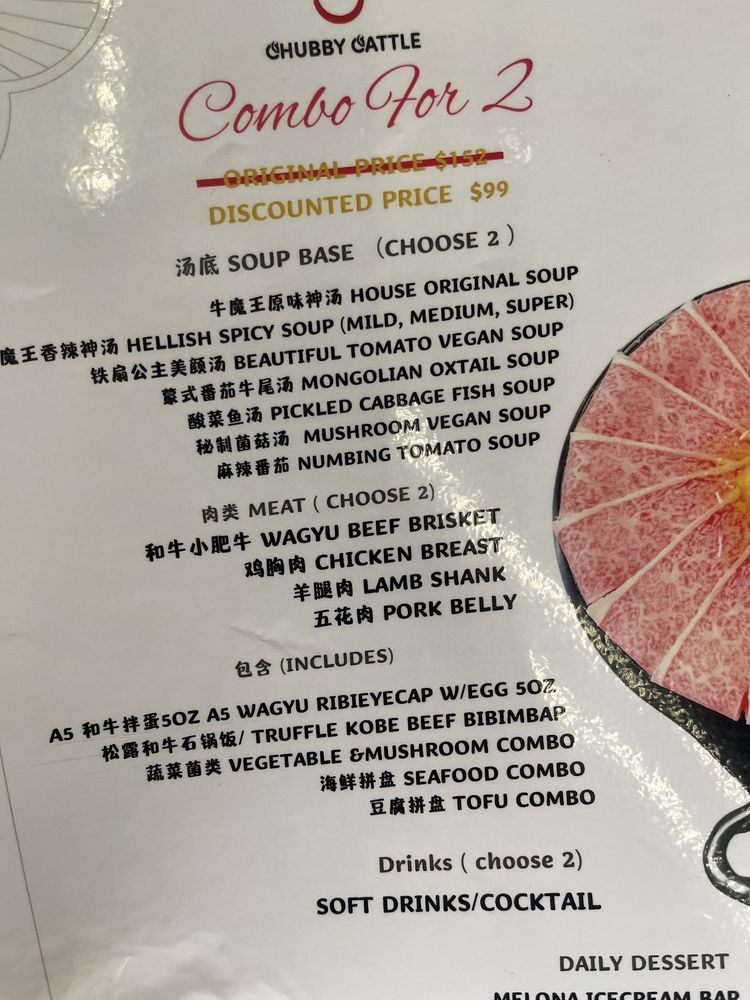 CHUBBY CATTLE
Combo For 2
ORIGINAL PRICE $152
DISCOUNTED PRICE $99
汤底 SOUP BASE （CHOOSE 2 ）
牛魔王原味神汤 HOUSE ORIGINAL SOUP
魔王香辣神汤 HELLISH SPICY SOUP (MILD, MEDIUM, SUPER)
铁扇公主美颜汤 BEAUTIFUL TOMATO VEGAN SOUP
蒙式番茄牛尾汤 MONGOLIAN OXTAIL SOUP
酸菜鱼汤 PICKLED CABBAGE FISH SOUP
秘制菌菇汤 MUSHROOM VEGAN SOUP
麻辣番茄 NUMBING TOMATO SOUP
肉类 MEAT ( CHOOSE 2)
和牛小肥牛 WAGYU BEEF BRISKET
鸡胸肉 CHICKEN BREAST
羊腿肉 LAMB SHANK
五花肉 PORK BELLY
包含 (INCLUDES)
A5 和牛拌蛋5OZ A5 WAGYU RIBIEYECAP W/EGG 5OZ
松露和牛石锅饭/ TRUFFLE KOBE BEEF BIBIMBAP
蔬菜菌类 VEGETABLE &MUSHROOM COMBO
海鲜拼盘 SEAFOOD COMBO
豆腐拼盘 TOFU COMBO
Drinks ( choose 2)
SOFT DRINKS/COCKTAIL
DAILY DESSERT
MELONA ICECREAM BAR